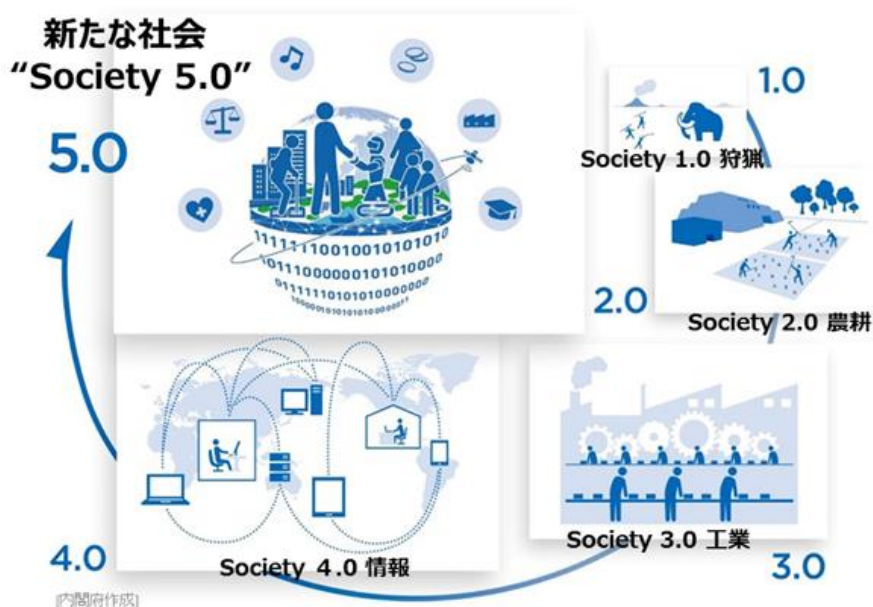 新たな社会
“Society 5.0”
5.0
1111111001001010101010
1.0
Society 1.0 狩猟
2.0
Society 2.0 農耕
3.0
Society 3.0 工業
4.0
Society 4.0 情報
[内閣府作成]